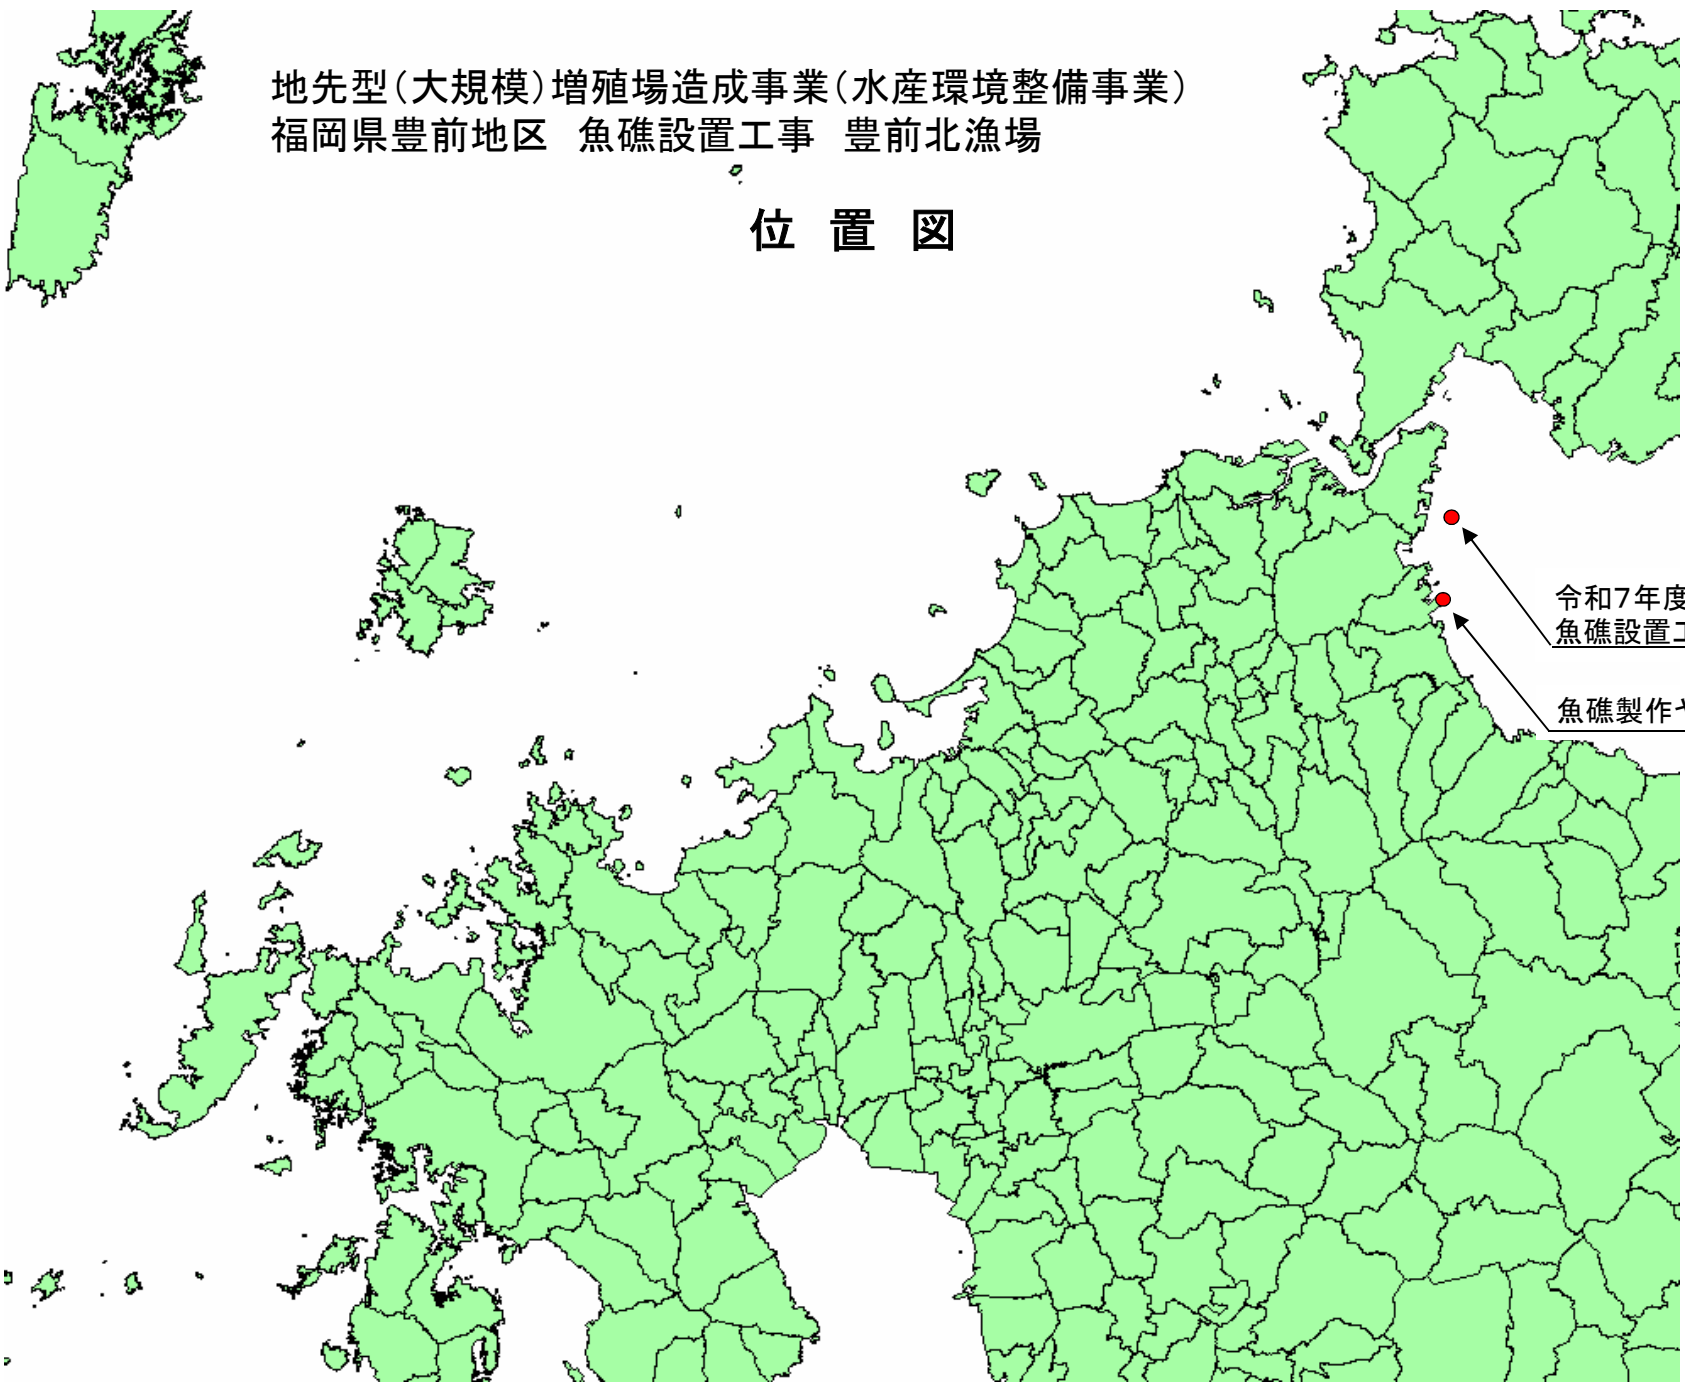 地先型（大規模）増殖場造成事業（水産環境整備事業）
福岡県豊前地区　魚礁設置工事　豊前北漁場
位　置　図
令和7年度
魚礁設置
魚礁製作